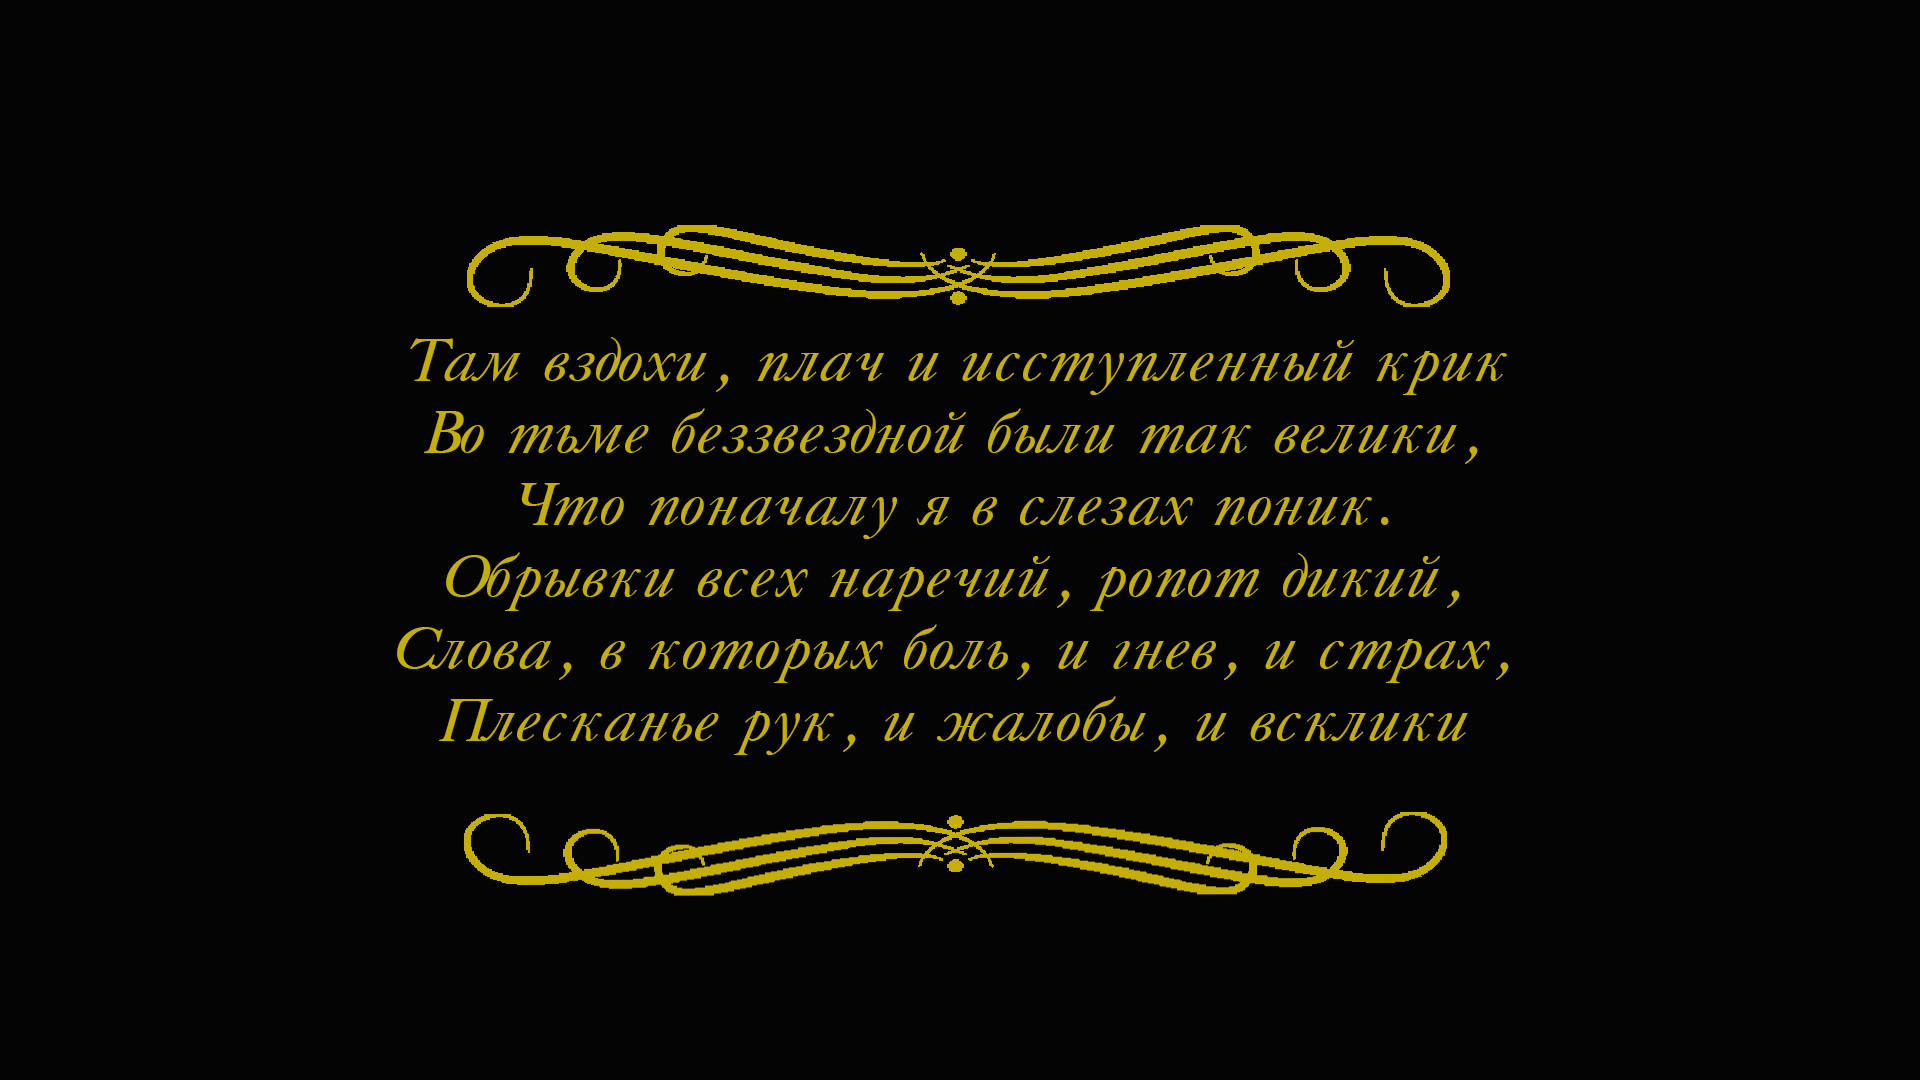 Там вздохи, плач и исступленный крик
Во тьме беззвездной были так велики,
Что поначалу я в слезах поник.
Обрывки всех наречий, ропот дикий,
Слова, в которых боль, и гнев, и страх,
Плесканье рук, и жалобы, и всклики